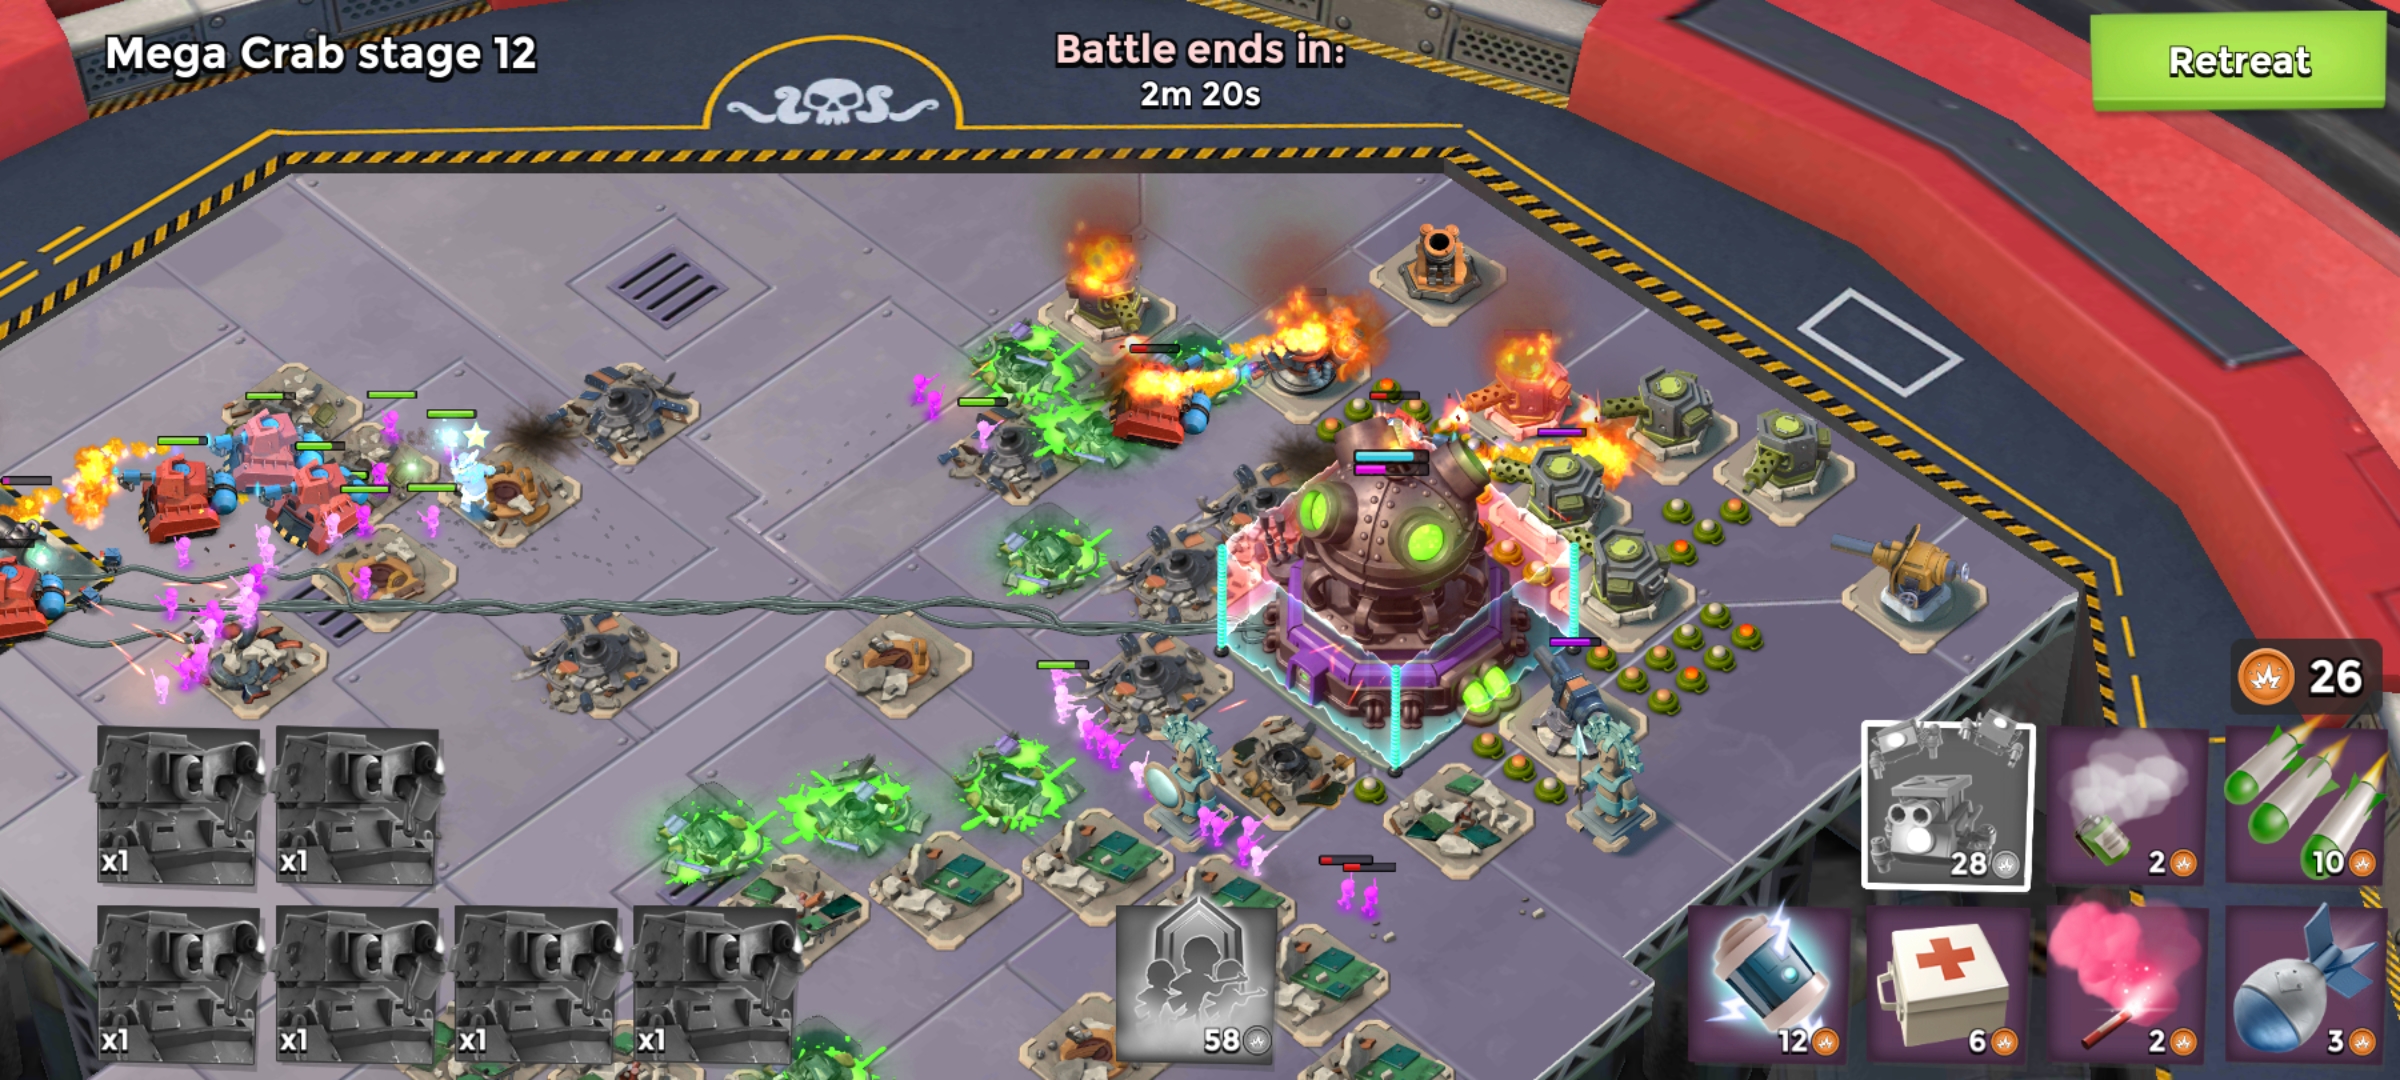 Mega Crab stage 12
Battle ends in:
2m 20s
Retreat
26
x1
x1
28
2
10
x1
x1
x1
x1
58
12
6
2
3